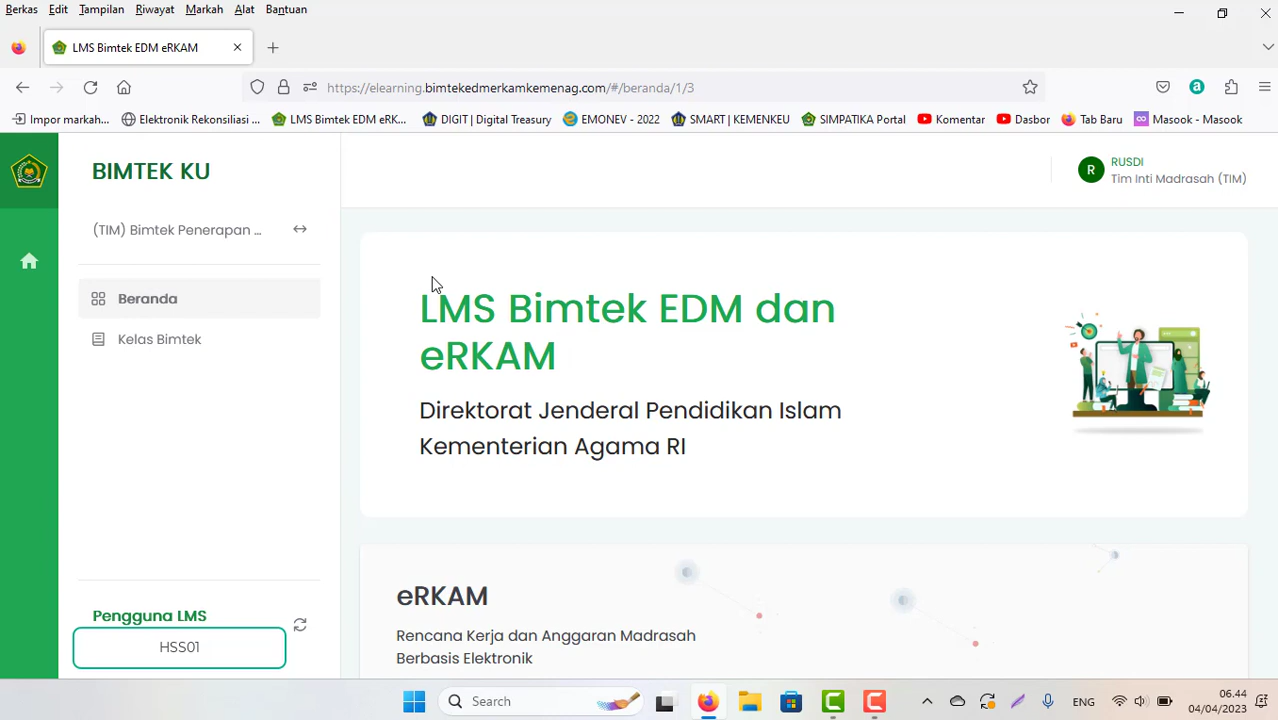 Berkas Edit Tampilan Riwayat Markah Alat Bantuan
LMS Bimtek EDM eRKAM
https://elearning.bimtekedmerkamkemenag.com/#/beranda/1/3
Impor markah... Elektronik Rekonsiliasi ... LMS Bimtek EDM eRK... DIGIT | Digital Treasury EMONEV - 2022 SMART | KEMENKEU SIMPATIKA Portal Komentar Dasbor Tab Baru Masook - Masook
BIMTEK KU
(TIM) Bimtek Penerapan ...
Beranda
Kelas Bimtek
Pengguna LMS
HSS01
R
RUSDI
Tim Inti Madrasah (TIM)
LMS Bimtek EDM dan
eRKAM
Direktorat Jenderal Pendidikan Islam
Kementerian Agama RI
eRKAM
Rencana Kerja dan Anggaran Madrasah
Berbasis Elektronik
Search
ENG
06.44
04/04/2023